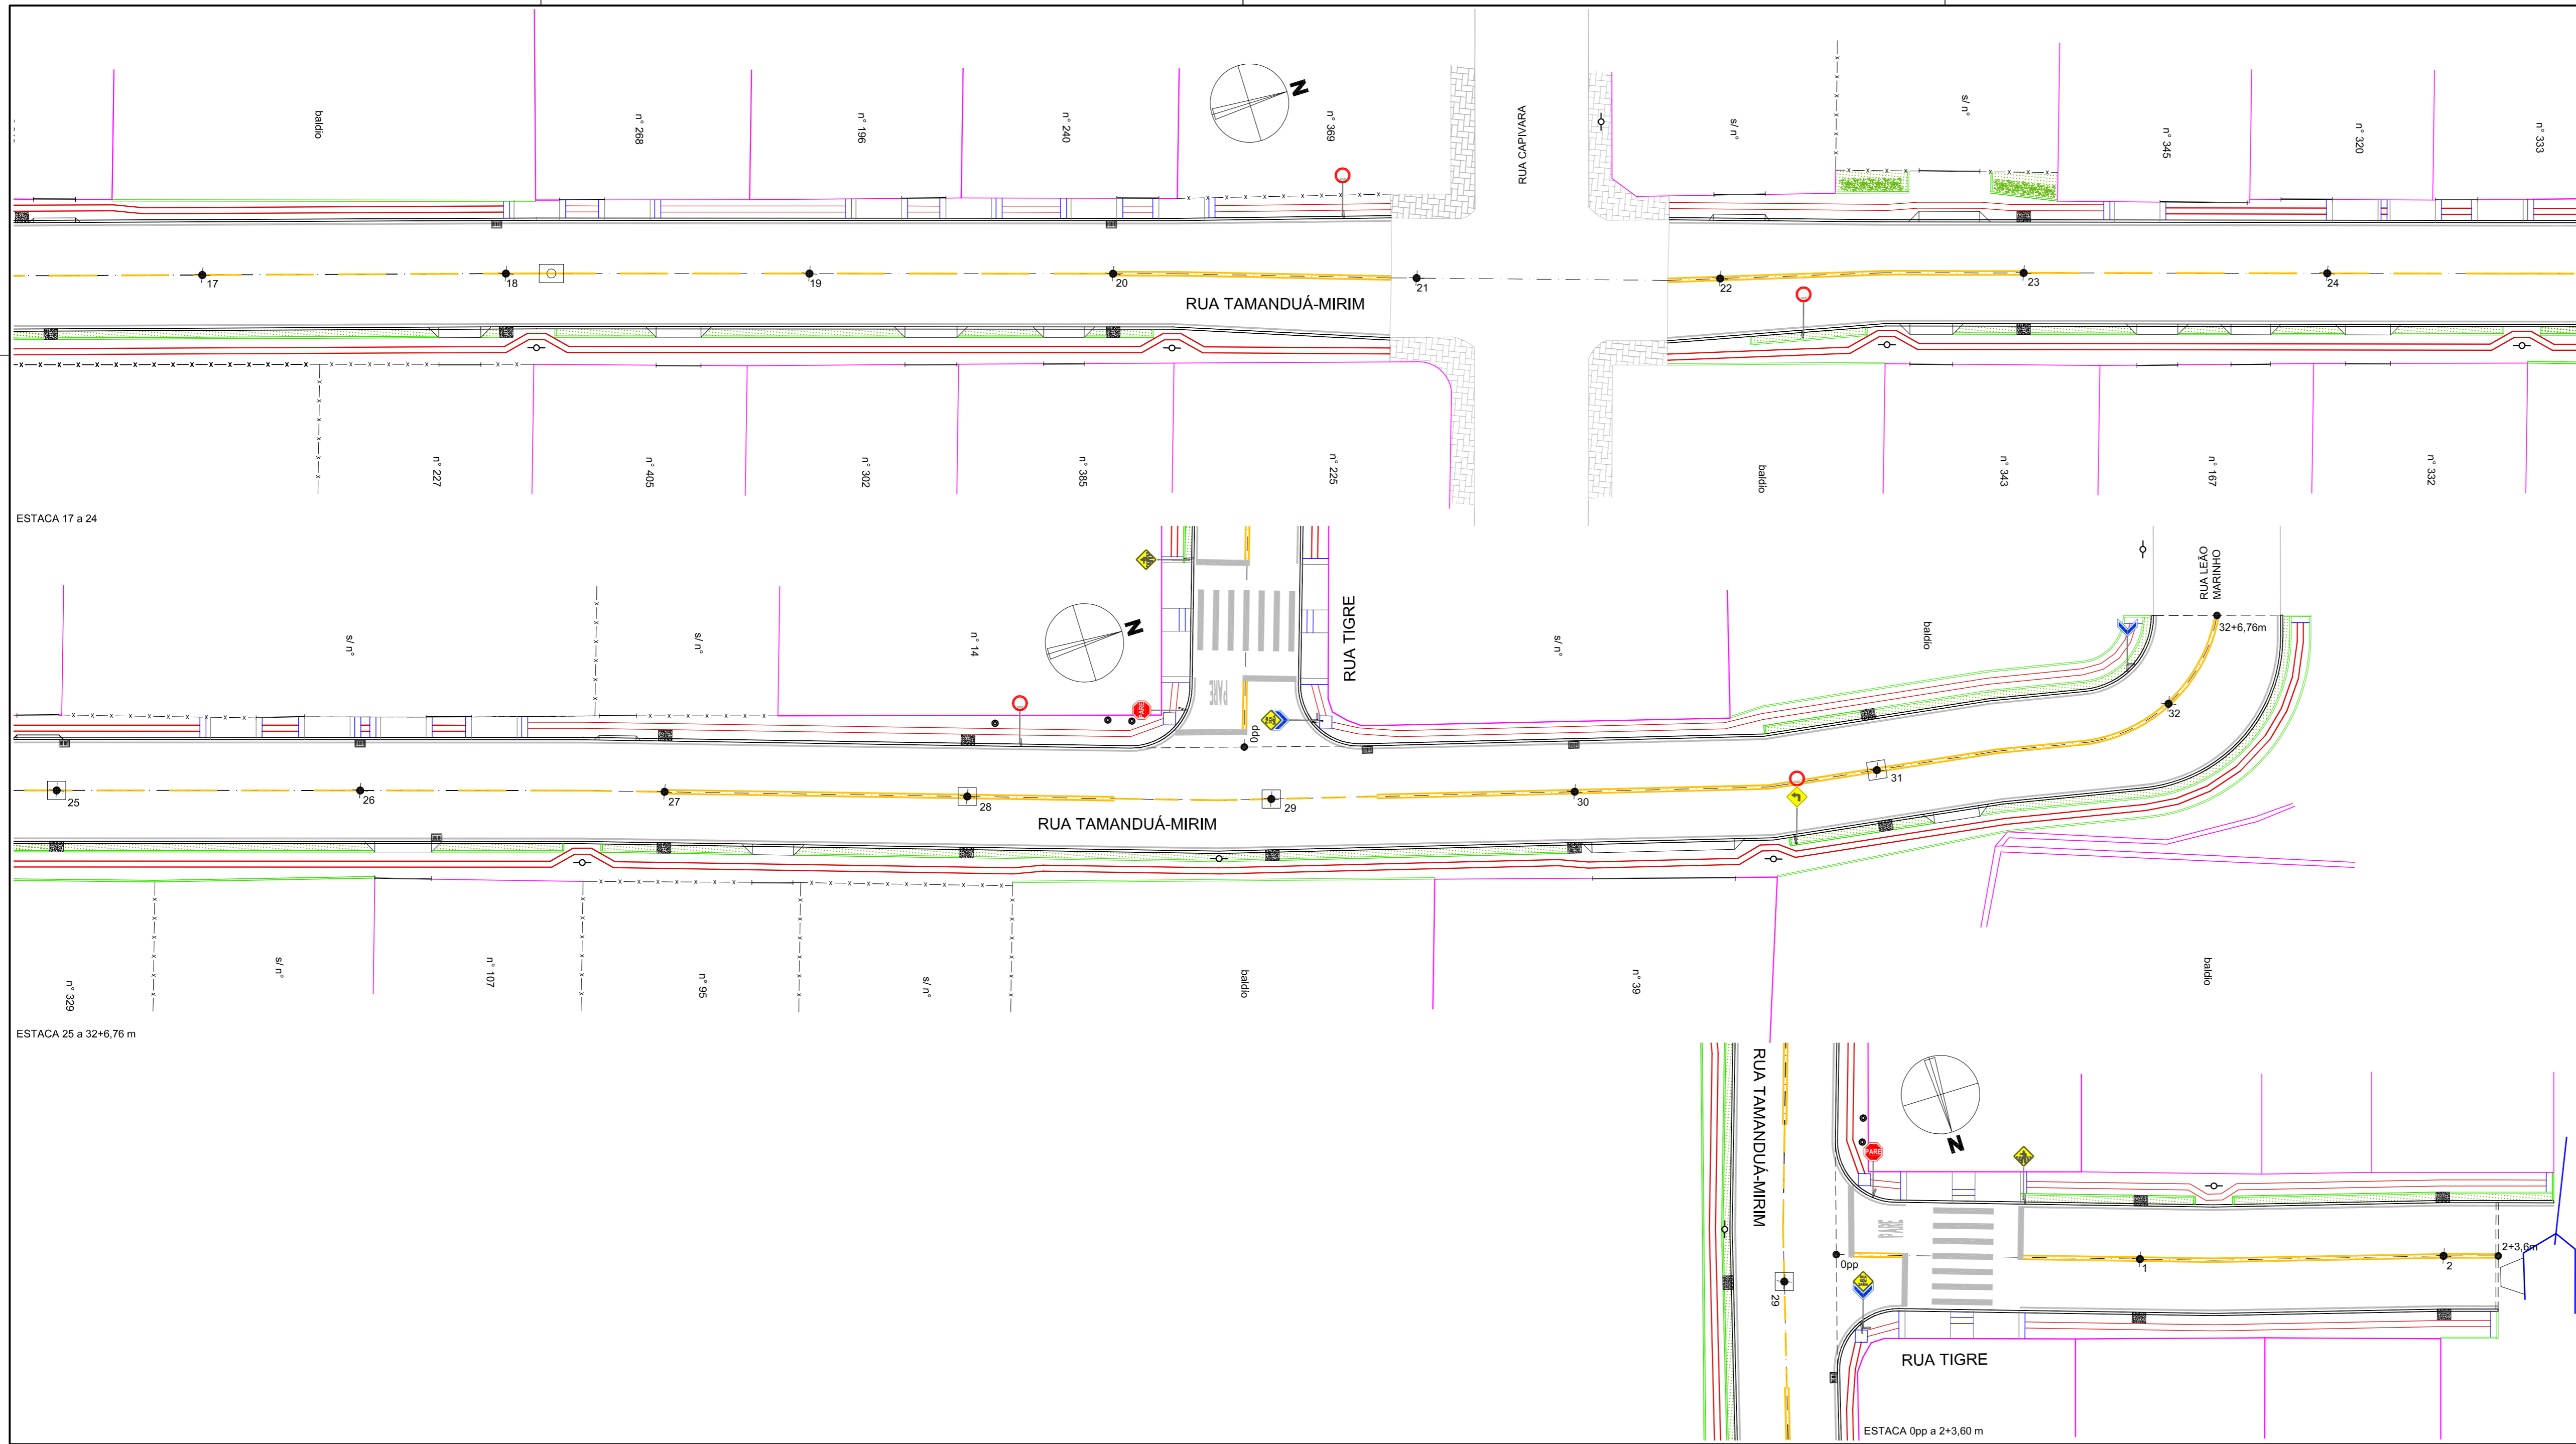 baldio
n° 268
n° 196
n° 240
N
n° 369
RUA CAPIVARA
s/ n°
s/ n°
n° 345
n° 320
n° 333
17
18
19
20
21
22
23
24
RUA TAMANDUÁ-MIRIM
n° 227
n° 405
n° 302
n° 385
n° 225
baldio
n° 343
n° 167
n° 332
ESTACA 17 a 24
s/ n°
s/ n°
n° 14
N
PARE
PARE
0pp
RUA TIGRE
s/ n°
baldio
RUA LEÃO
MARINHO
32+6,76m
32
25
26
27
28
29
30
31
RUA TAMANDUÁ-MIRIM
n° 329
s/ n°
n° 107
n° 95
s/ n°
baldio
n° 39
baldio
ESTACA 25 a 32+6,76 m
RUA TAMANDUÁ-MIRIM
N
PARE
PARE
0pp
29
1
2
2+3,6m
RUA TIGRE
ESTACA 0pp a 2+3,60 m